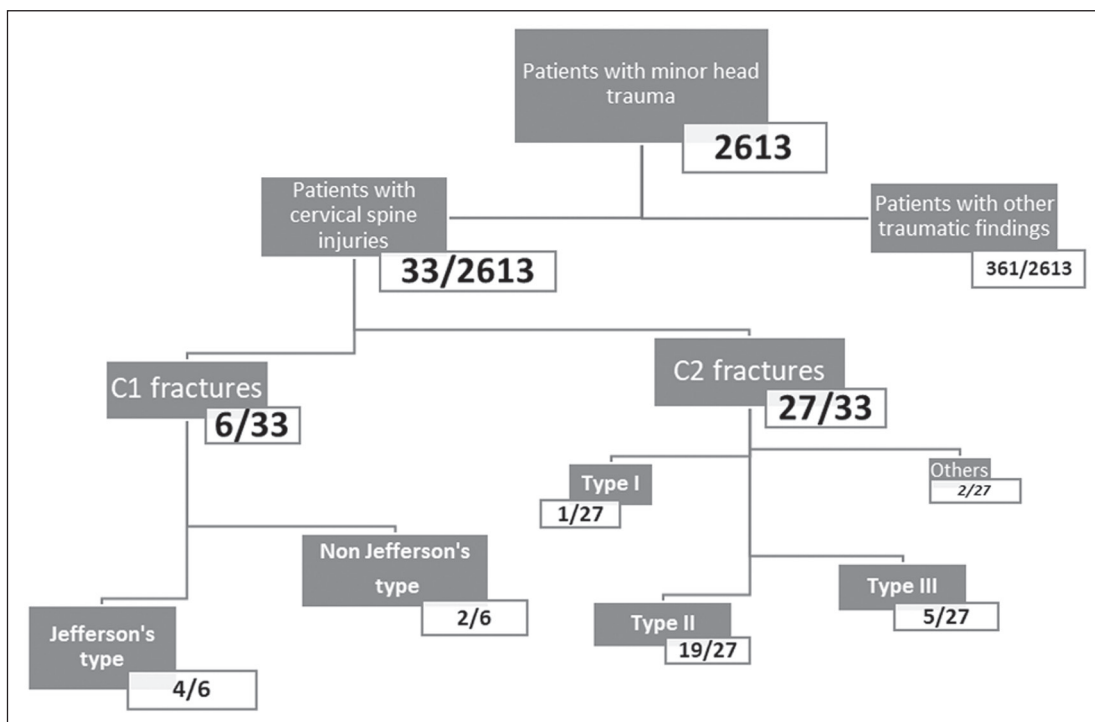 Patients with minor head
trauma
2613
Patients with
cervical spine
injuries
33/2613
Patients with other
traumatic findings
361/2613
C1 fractures
6/33
C2 fractures
27/33
Type I
1/27
Others
2/27
Non Jefferson's
type
2/6
Type III
5/27
Jefferson's
type
4/6
Type II
19/27